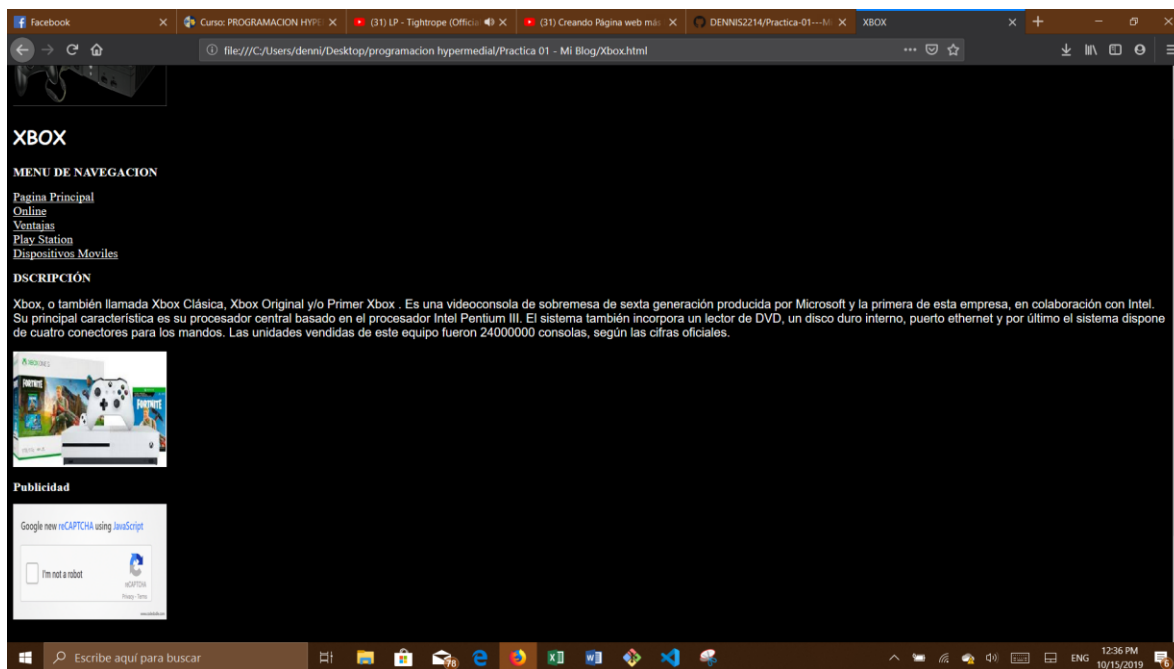 Facebook
Curso: PROGRAMACION HYPE
(31) LP - Tightrope (Officia
(31) Creando Página web más
DENNIS2214/Practica-01---M
XBOX
file:///C:/Users/denni/Desktop/programacion hypermedial/Practica 01 - Mi Blog/Xbox.html
XBOX
MENU DE NAVEGACION
Pagina Principal
Online
Ventajas
Play Station
Dispositivos Moviles
DSCRIPCIÓN
Xbox, o también llamada Xbox Clásica, Xbox Original y/o Primer Xbox . Es una videoconsola de sobremesa de sexta generación producida por Microsoft y la primera de esta empresa, en colaboración con Intel.
Su principal característica es su procesador central basado en el procesador Intel Pentium III. El sistema también incorpora un lector de DVD, un disco duro interno, puerto ethernet y por último el sistema dispone
de cuatro conectores para los mandos. Las unidades vendidas de este equipo fueron 24000000 consolas, según las cifras oficiales.
XBOX ONE S
FORTNITE
FORTNITE
Publicidad
Google new reCAPTCHA using JavaScript
I'm not a robot
reCAPTCHA
Privacy - Terms
Escribe aquí para buscar
78
ENG
12:36 PM
10/15/2019
6